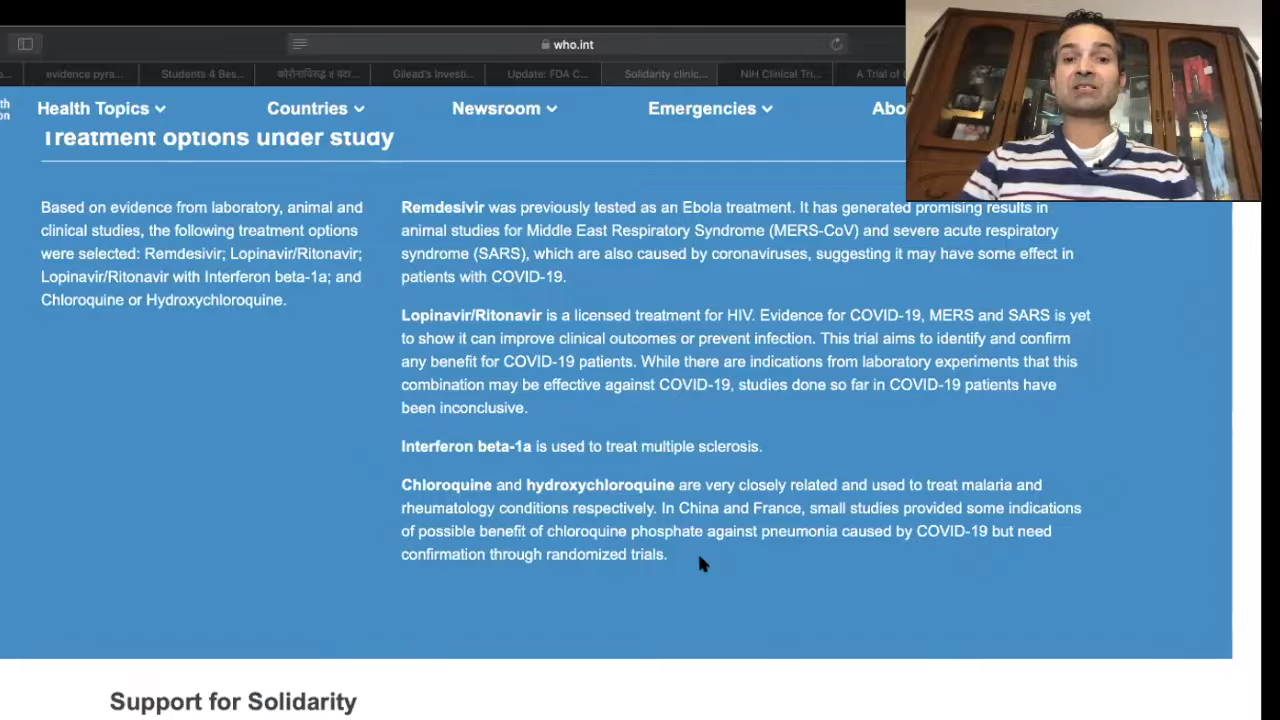 who.int
evidence pyra...
Students 4 Bes...
Gilead's Investi...
Update: FDA C...
Solidarity clinic...
NIH Clinical Tri...
A Trial of
Health Topics
Countries
Newsroom
Emergencies
Abo
Treatment options under study
Based on evidence from laboratory, animal and
clinical studies, the following treatment options
were selected: Remdesivir; Lopinavir/Ritonavir;
Lopinavir/Ritonavir with Interferon beta-1a; and
Chloroquine or Hydroxychloroquine.
Remdesivir was previously tested as an Ebola treatment. It has generated promising results in
animal studies for Middle East Respiratory Syndrome (MERS-CoV) and severe acute respiratory
syndrome (SARS), which are also caused by coronaviruses, suggesting it may have some effect in
patients with COVID-19.
Lopinavir/Ritonavir is a licensed treatment for HIV. Evidence for COVID-19, MERS and SARS is yet
to show it can improve clinical outcomes or prevent infection. This trial aims to identify and confirm
any benefit for COVID-19 patients. While there are indications from laboratory experiments that this
combination may be effective against COVID-19, studies done so far in COVID-19 patients have
been inconclusive.
Interferon beta-1a is used to treat multiple sclerosis.
Chloroquine and hydroxychloroquine are very closely related and used to treat malaria and
rheumatology conditions respectively. In China and France, small studies provided some indications
of possible benefit of chloroquine phosphate against pneumonia caused by COVID-19 but need
confirmation through randomized trials.
Support for Solidarity